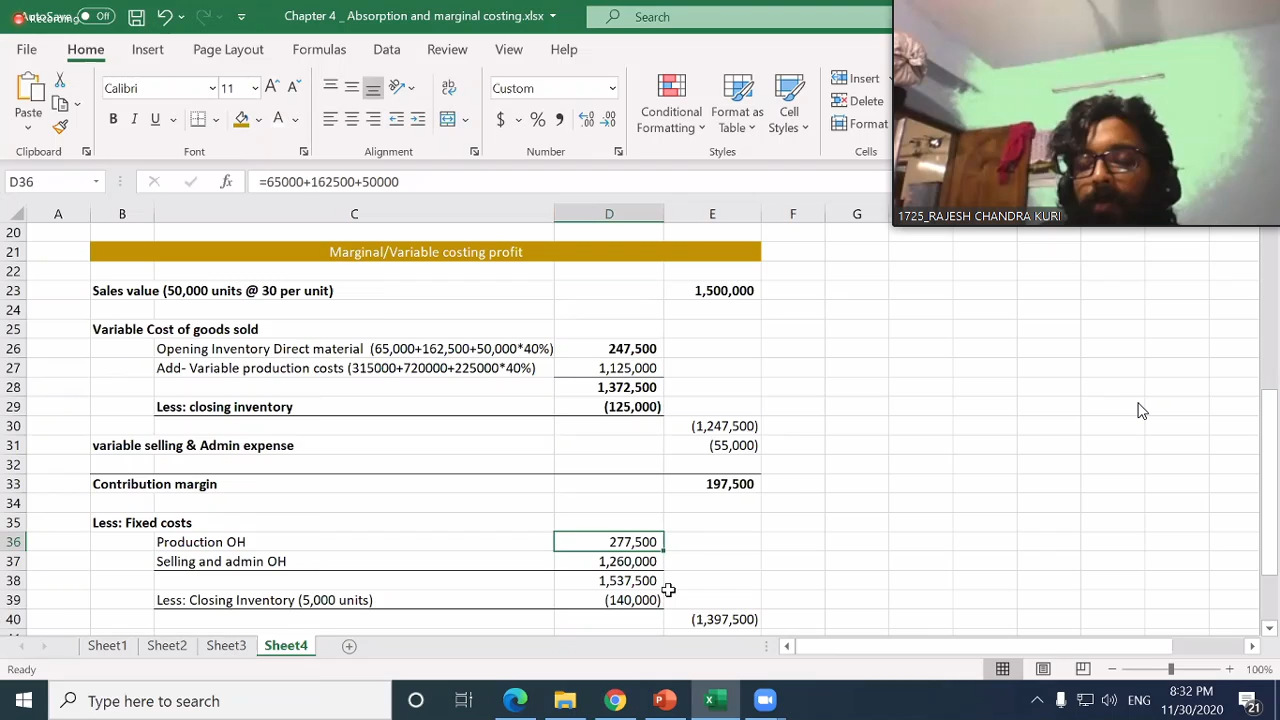 AutoSave Off
Recording
Chapter 4 _ Absorption and marginal costing.xlsx
Search
File Home Insert Page Layout Formulas Data Review View Help
Paste
Calibri 11
B I U
Custom
$ %
Conditional Formatting
Format as Table
Cell Styles
Insert
Delete
Format
Clipboard Font Alignment Number Styles Cells
1725_RAJESH CHANDRA KURI
D36 fx =65000+162500+50000
A B C D E F G
20
21 Marginal/Variable costing profit
22
23 Sales value (50,000 units @ 30 per unit) 1,500,000
24
25 Variable Cost of goods sold
26 Opening Inventory Direct material (65,000+162,500+50,000*40%) 247,500
27 Add- Variable production costs (315000+720000+225000*40%) 1,125,000
28 1,372,500
29 Less: closing inventory (125,000)
30 (1,247,500)
31 variable selling & Admin expense (55,000)
32
33 Contribution margin 197,500
34
35 Less: Fixed costs
36 Production OH 277,500
37 Selling and admin OH 1,260,000
38 1,537,500
39 Less: Closing Inventory (5,000 units) (140,000)
40 (1,397,500)
Sheet1 Sheet2 Sheet3 Sheet4
Ready
100%
Type here to search
ENG
8:32 PM
11/30/2020
21